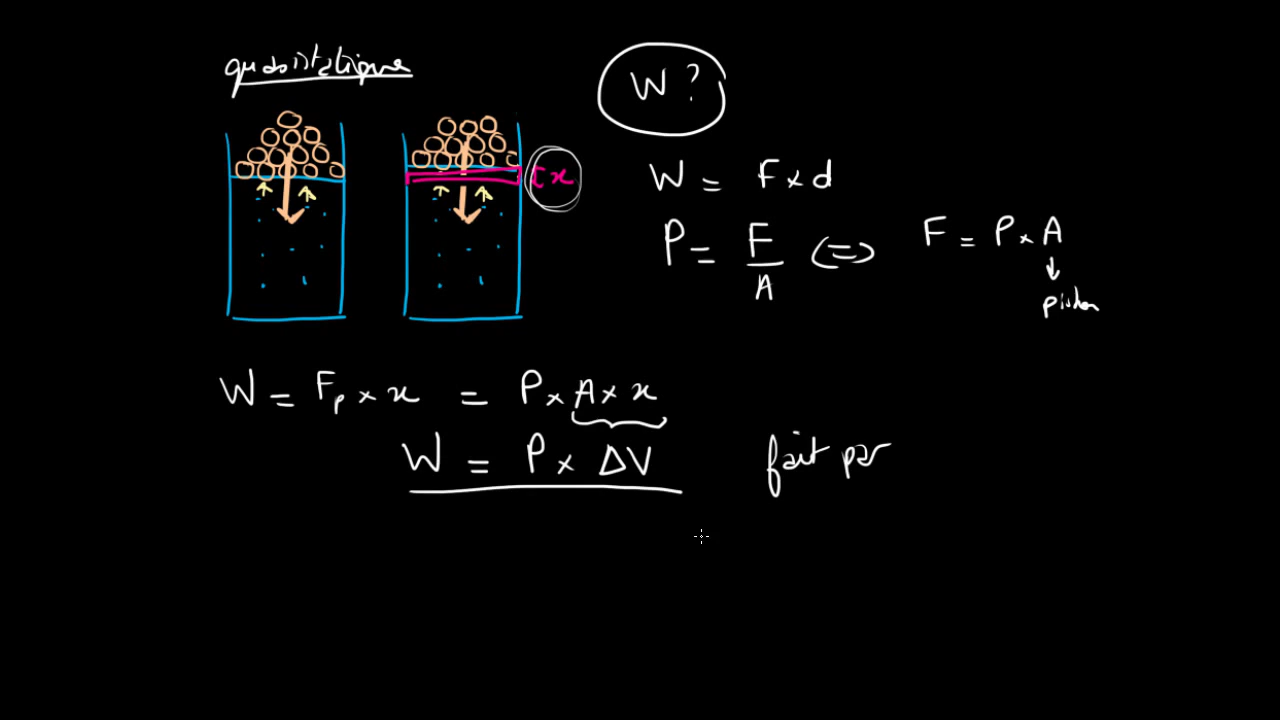 quasistatique
W ?
x
W = F × d
P = F/A ⇔ F = P × A
piston
W = Fp × x = P × A × x
W = P × ΔV fait par